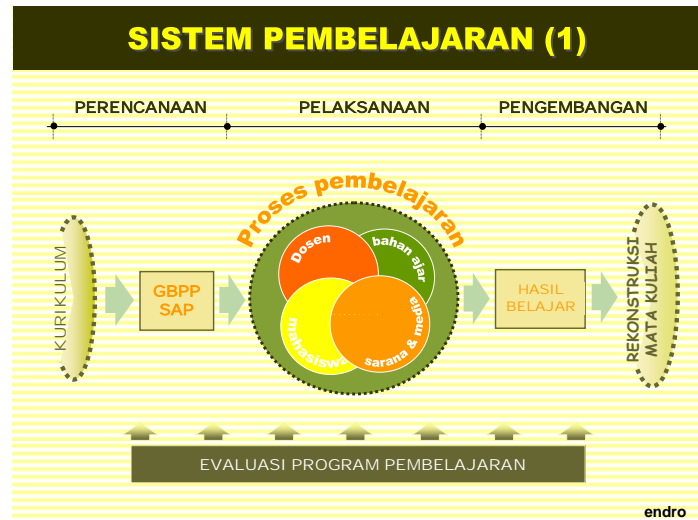 SISTEM PEMBELAJARAN (1)
PERENCANAAN
PELAKSANAAN
PENGEMBANGAN
Proses pembelajaran
KURIKULUM
GBPP
SAP
Dosen
bahan ajar
mahasiswa
sarana & media
HASIL
BELAJAR
REKONSTRUKSI
MATA KULIAH
EVALUASI PROGRAM PEMBELAJARAN
endro